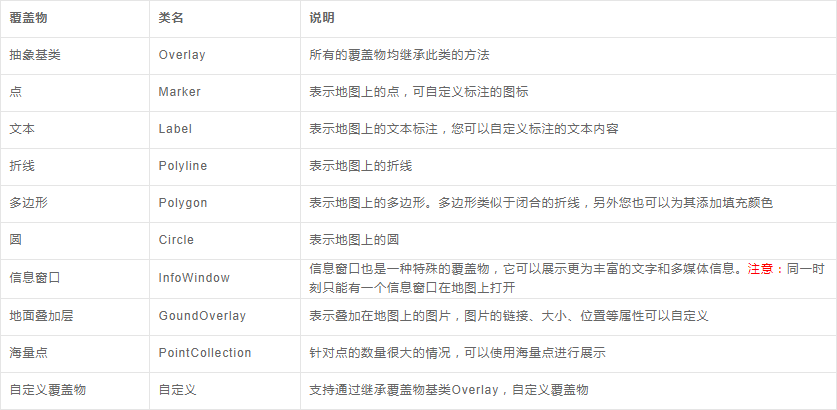 覆盖物 类名 说明
抽象基类 Overlay 所有的覆盖物均继承此类的方法
点 Marker 表示地图上的点，可自定义标注的图标
文本 Label 表示地图上的文本标注，您可以自定义标注的文本内容
折线 Polyline 表示地图上的折线
多边形 Polygon 表示地图上的多边形。多边形类似于闭合的折线，另外您也可以为其添加填充颜色
圆 Circle 表示地图上的圆
信息窗口 InfoWindow 信息窗口也是一种特殊的覆盖物，它可以展示更为丰富的文字和多媒体信息。注意：同一时
刻只能有一个信息窗口在地图上打开
地面叠加层 GoundOverlay 表示叠加在地图上的图片，图片的链接、大小、位置等属性可以自定义
海量点 PointCollection 针对点的数量很大的情况，可以使用海量点进行展示
自定义覆盖物 自定义 支持通过继承覆盖物基类Overlay，自定义覆盖物